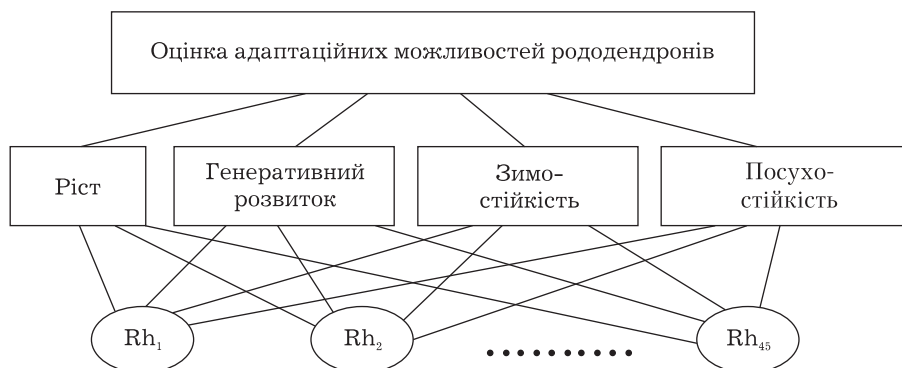 Оцінка адаптаційних можливостей рододендронів
Ріст
Генеративний
розвиток
Зимо-
стійкість
Посухо-
стійкість
Rh₁
Rh₂
..........
Rh₄₅